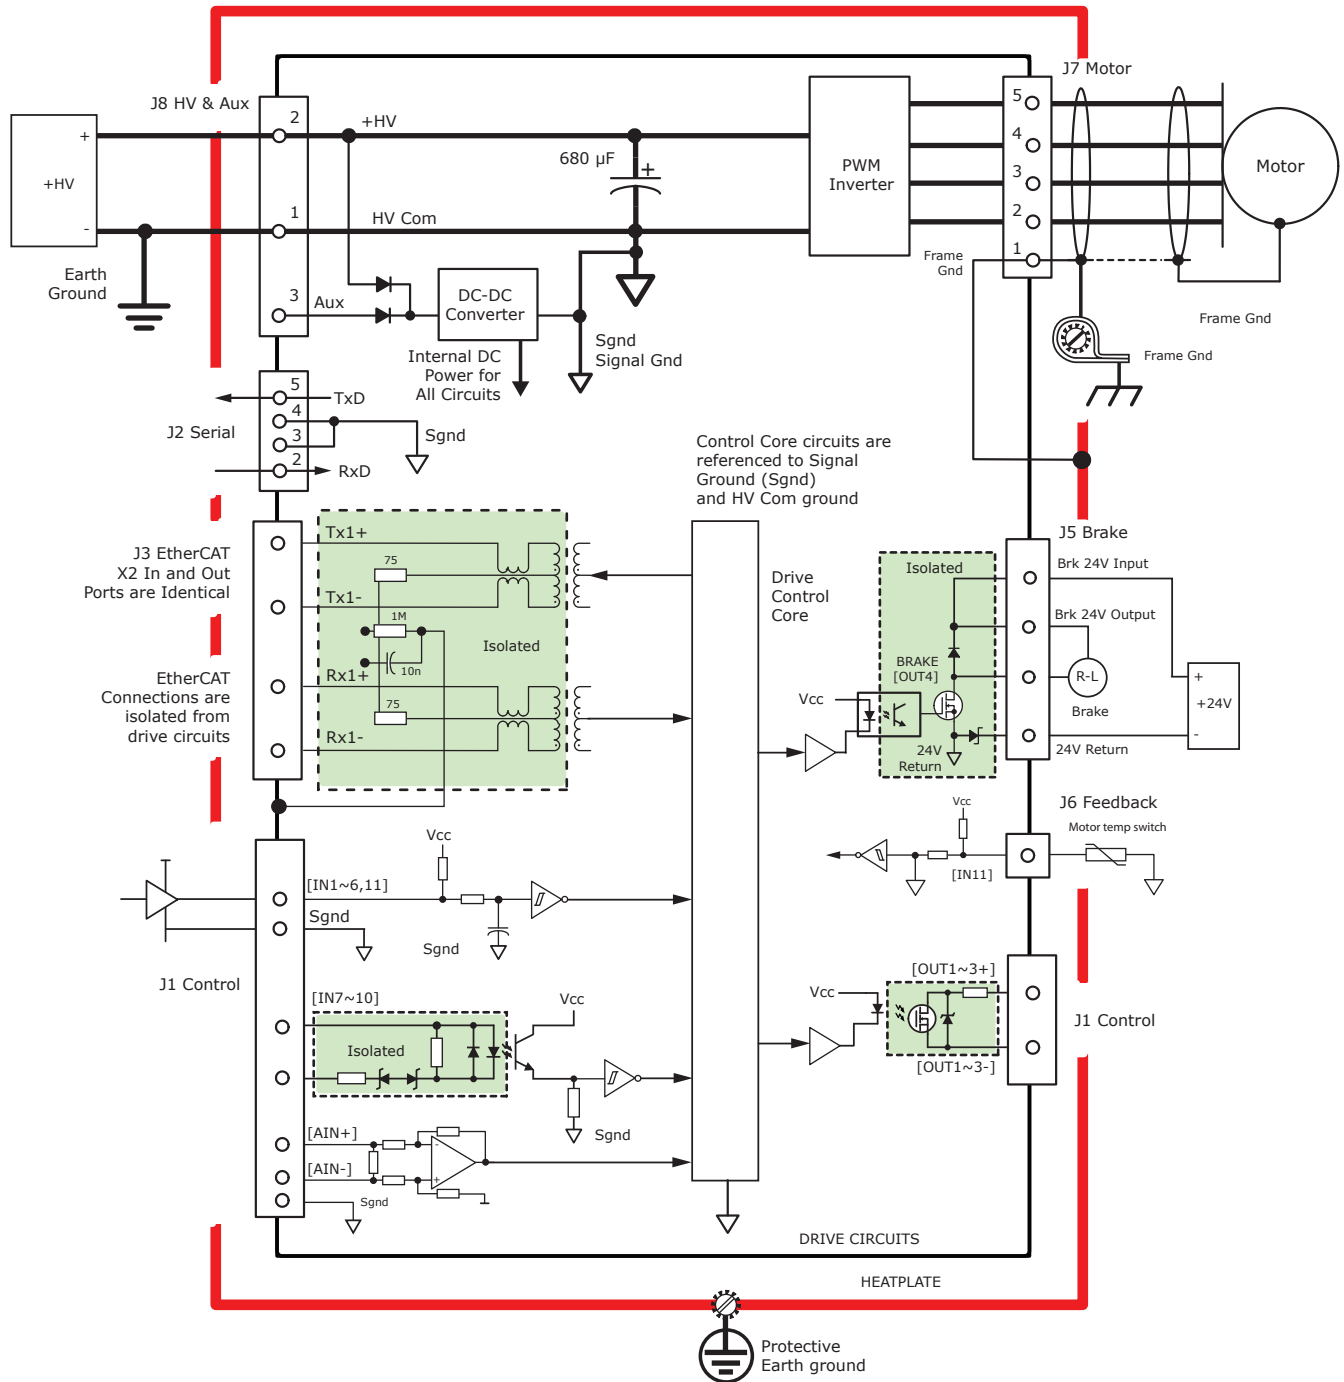 J7 Motor
J8 HV & Aux
2
+HV
+
+HV
-
680 µF
+
PWM
Inverter
5
4
3
2
1
Motor
1
HV Com
Earth
Ground
3
Aux
DC-DC
Converter
Internal DC
Power for
All Circuits
Sgnd
Signal Gnd
Frame
Gnd
Frame Gnd
Frame Gnd
5
TxD
4
J2 Serial
3
Sgnd
2
RxD
Control Core circuits are
referenced to Signal
Ground (Sgnd)
and HV Com ground
J3 EtherCAT
X2 In and Out
Ports are Identical
Tx1+
75
Tx1-
1M
Isolated
10n
Rx1+
75
Rx1-
EtherCAT
Connections are
isolated from
drive circuits
Drive
Control
Core
J5 Brake
Isolated
Brk 24V Input
Brk 24V Output
BRAKE
[OUT4]
Vcc
R-L
Brake
+
+24V
-
24V
Return
24V Return
J6 Feedback
Vcc
Motor temp switch
[IN11]
Vcc
[IN1~6,11]
Sgnd
Sgnd
J1 Control
[IN7~10]
Isolated
Vcc
Sgnd
[AIN+]
-
[AIN-]
+
Sgnd
[OUT1~3+]
Vcc
J1 Control
[OUT1~3-]
DRIVE CIRCUITS
HEATPLATE
Protective
Earth ground